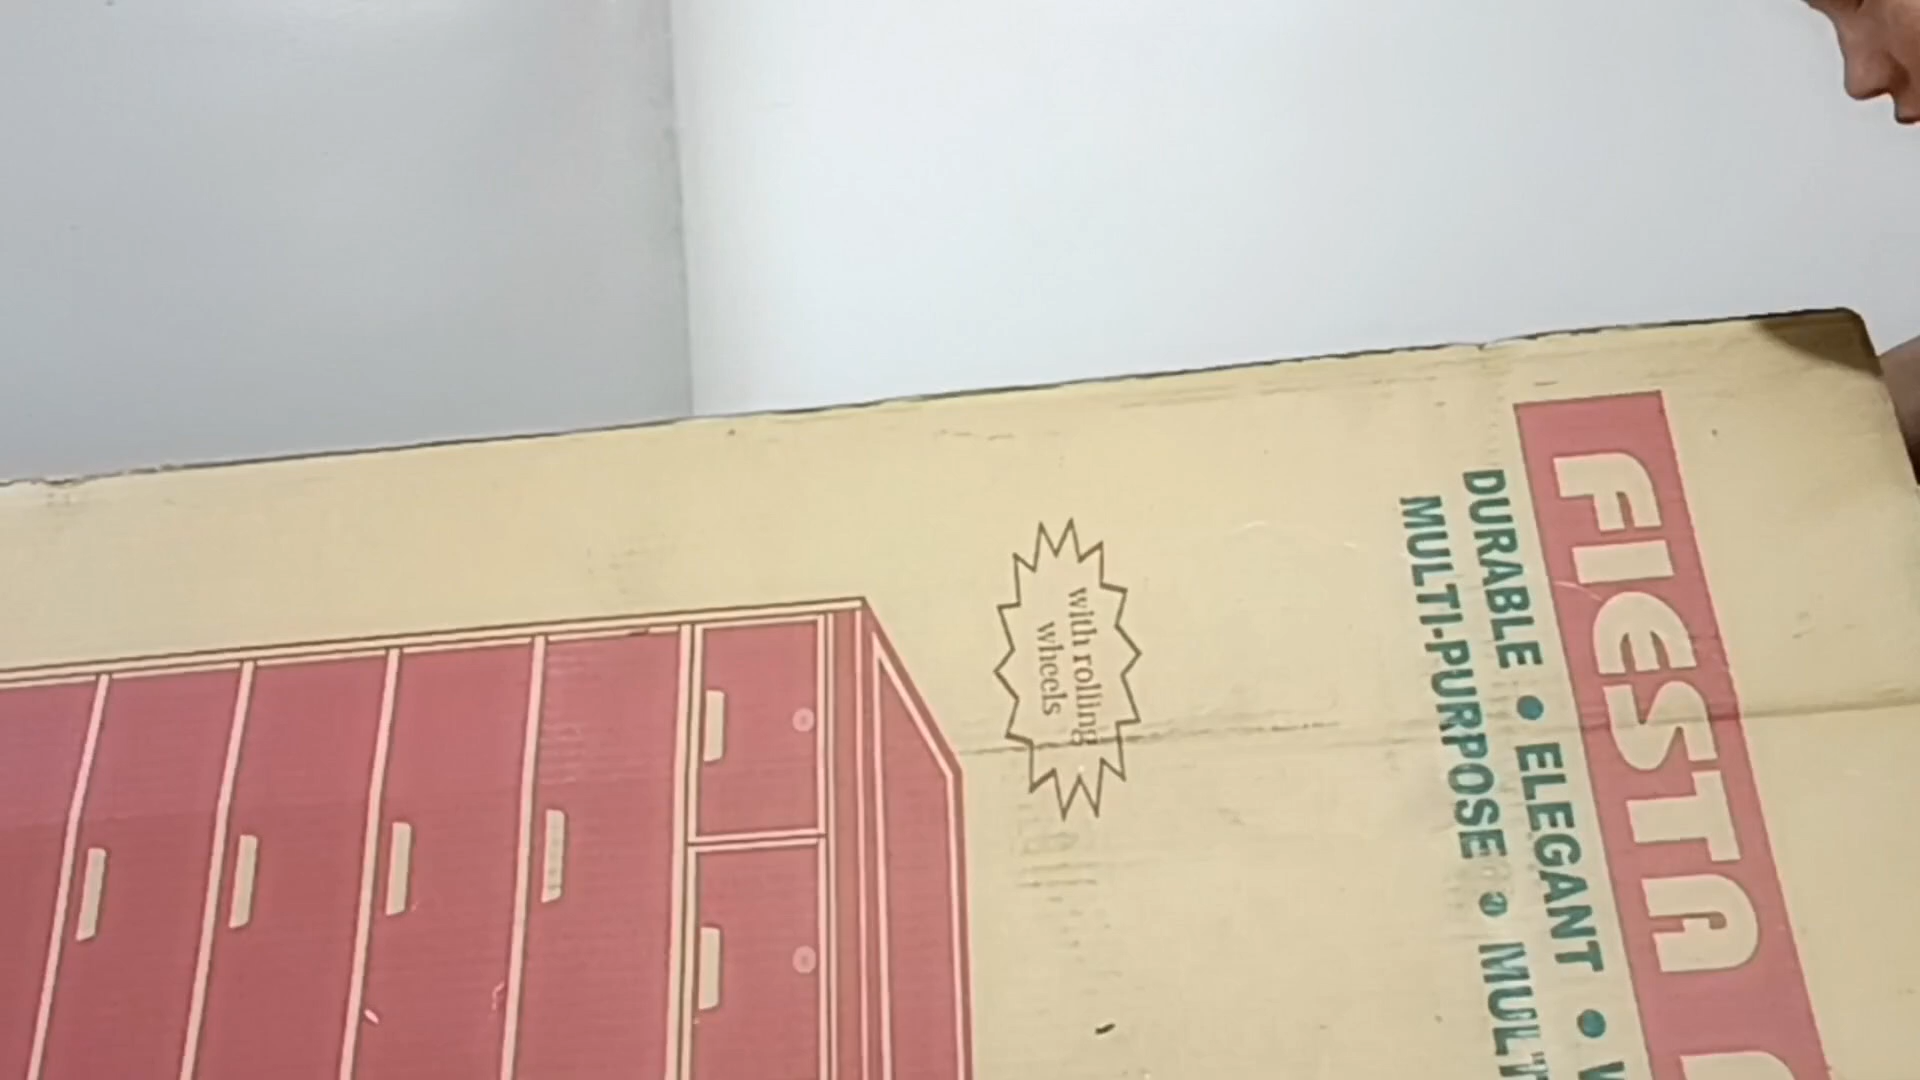 FIESTA
DURABLE • ELEGANT •
MULTI-PURPOSE •
with rolling
wheels